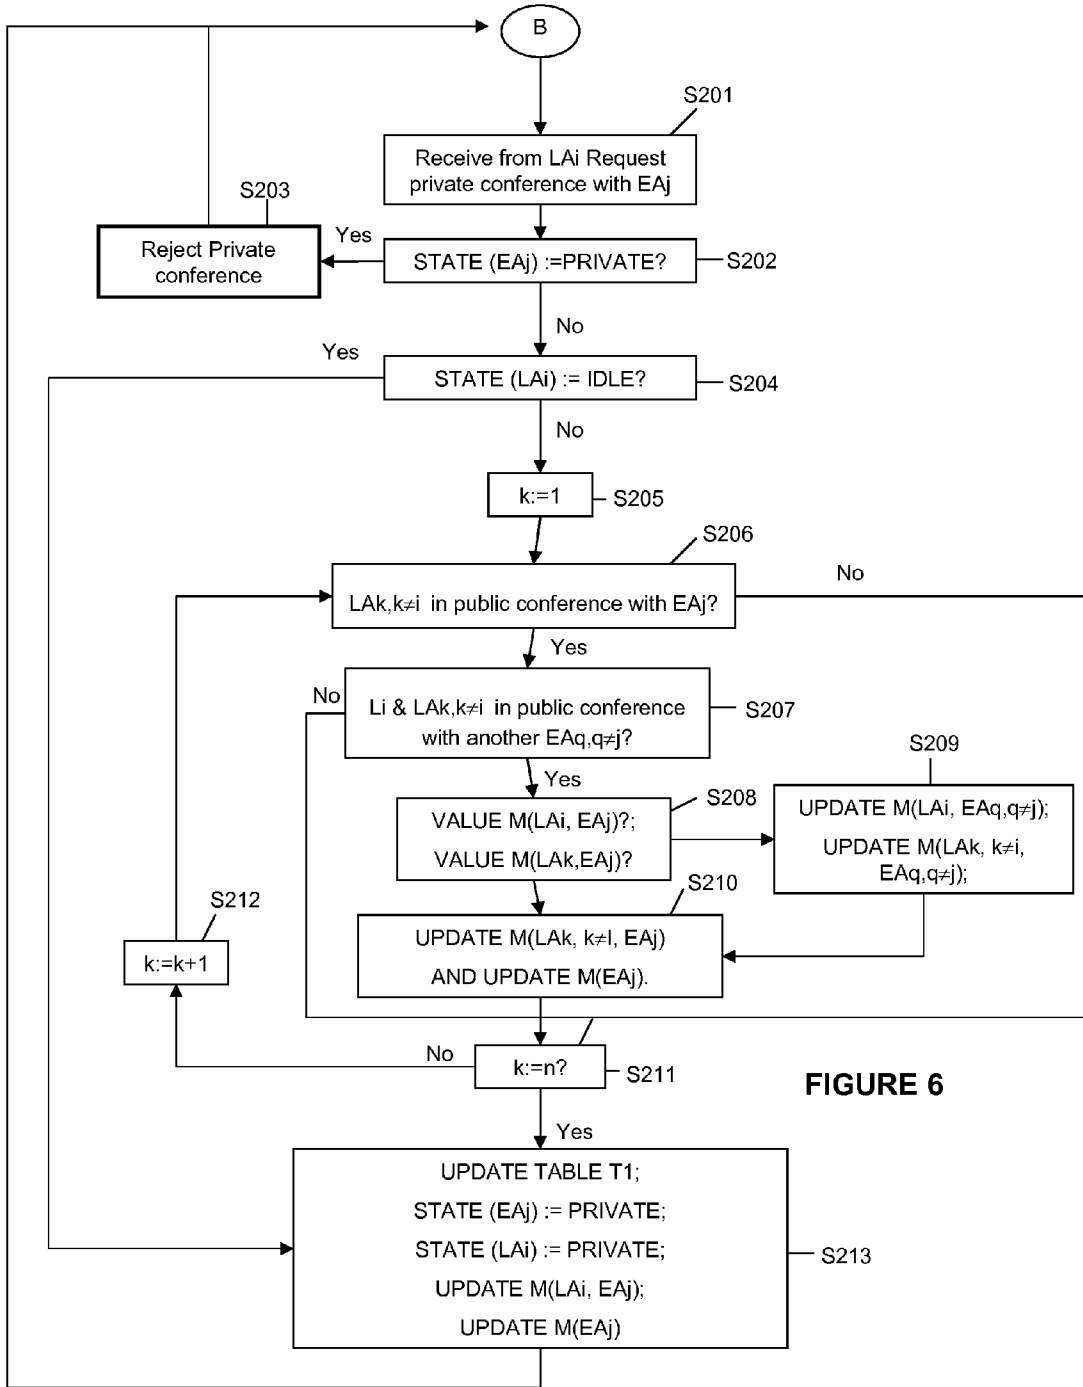 B
S201
Receive from LAi Request
private conference with EAj
S203
Reject Private
conference
Yes
STATE (EAj) :=PRIVATE?
S202
No
Yes
STATE (LAi) := IDLE?
S204
No
k:=1
S205
S206
No
LAk,k≠i in public conference with EAj?
Yes
No
Li & LAk,k≠i in public conference
with another EAq,q≠j?
S207
S209
Yes
S208
VALUE M(LAi, EAj)?;
VALUE M(LAk,EAj)?
UPDATE M(LAi, EAq,q≠j);
UPDATE M(LAk, k≠i,
EAq,q≠j);
S210
S212
UPDATE M(LAk, k≠I, EAj)
AND UPDATE M(EAj).
k:=k+1
No
k:=n?
S211
FIGURE 6
Yes
UPDATE TABLE T1;
STATE (EAj) := PRIVATE;
STATE (LAi) := PRIVATE;
UPDATE M(LAi, EAj);
UPDATE M(EAj)
S213